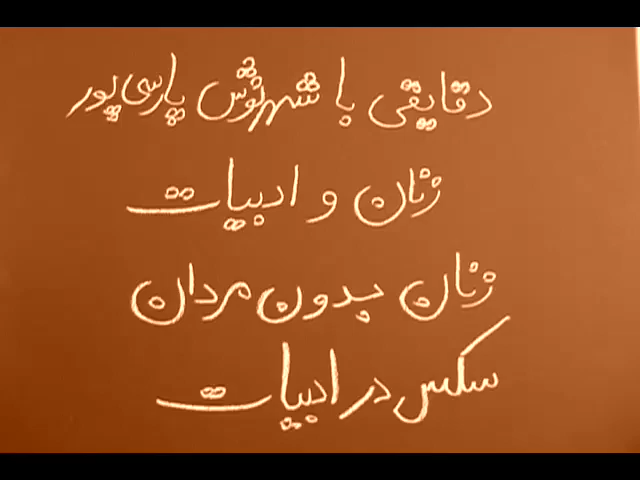 دقایقی با شهرنوش پارسی‌پور
زنان و ادبیات
زنان بدون مردان
سکس در ادبیات